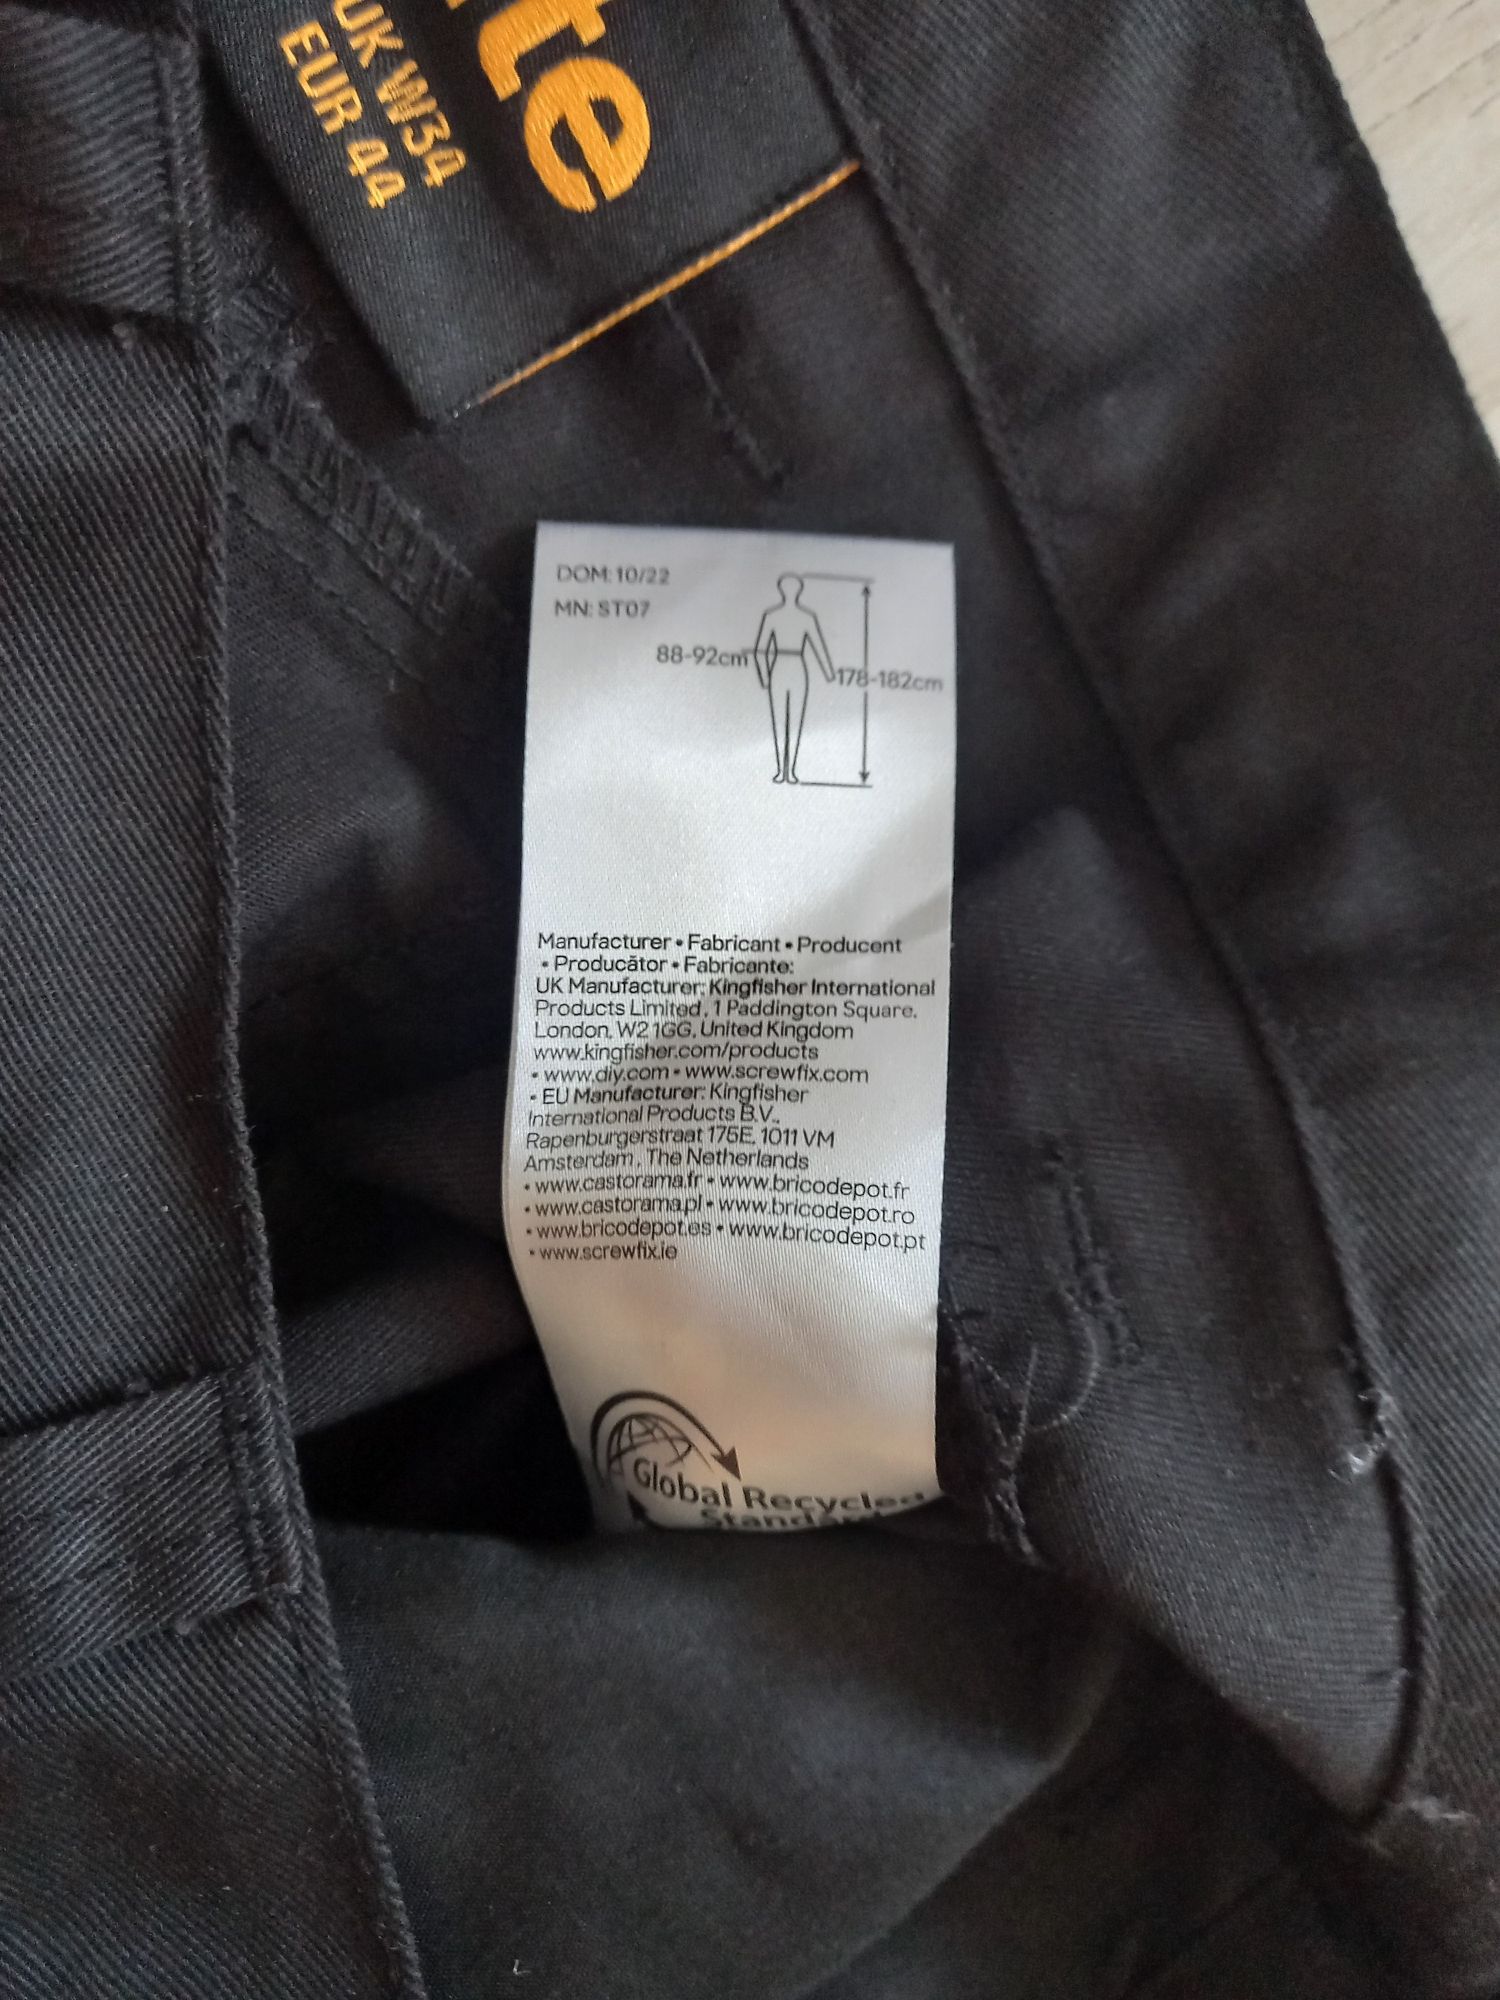 te
UK W34
EUR 44
DOM: 10/22
MN: ST07
88-92cm
178-182cm
Manufacturer • Fabricant • Producent
• Producător • Fabricante:
UK Manufacturer: Kingfisher International
Products Limited, 1 Paddington Square,
London, W2 1GG, United Kingdom
www.kingfisher.com/products
• www.diy.com • www.screwfix.com
• EU Manufacturer: Kingfisher
International Products B.V.,
Rapenburgerstraat 175E, 1011 VM
Amsterdam, The Netherlands
• www.castorama.fr • www.bricodepot.fr
• www.castorama.pl • www.bricodepot.ro
• www.bricodepot.es • www.bricodepot.pt
• www.screwfix.ie
Global Recycled
Standard